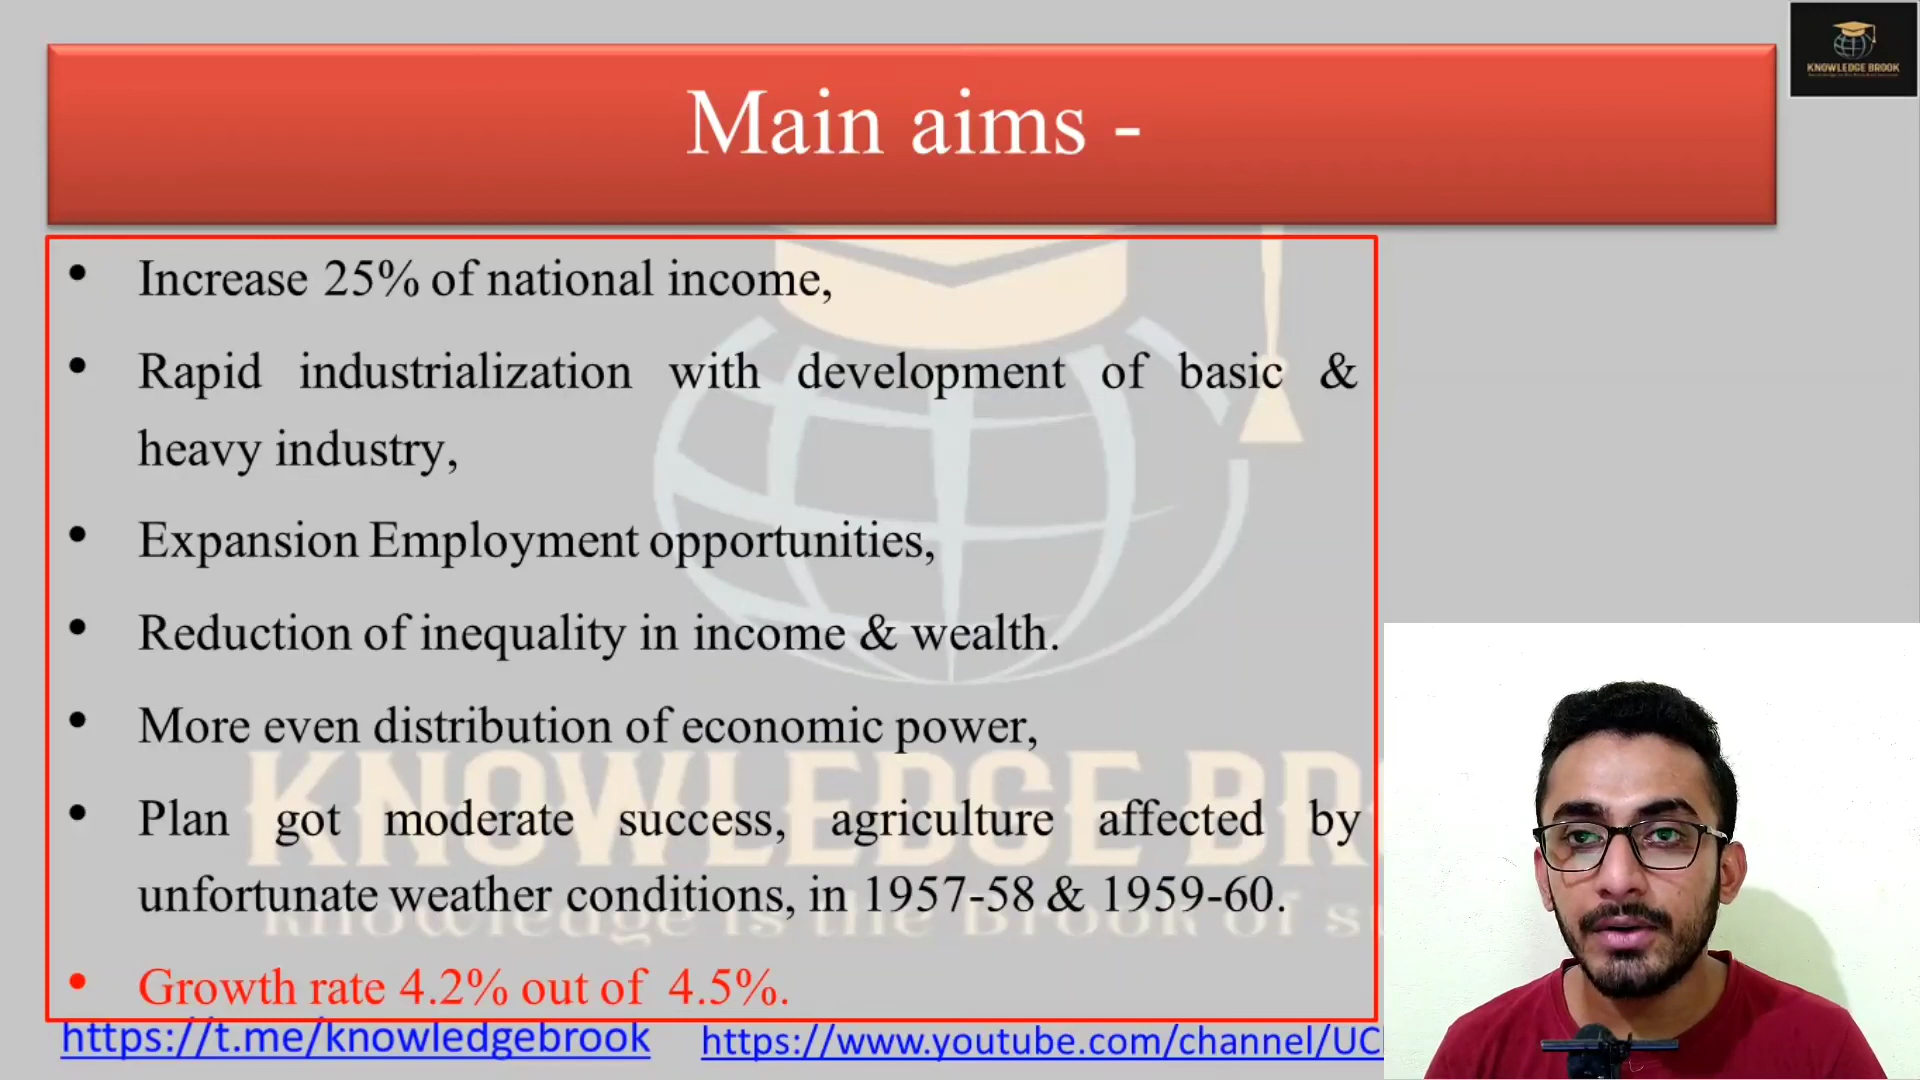 KNOWLEDGE BROOK
Main aims -
• Increase 25% of national income,
• Rapid industrialization with development of basic &
heavy industry,
• Expansion Employment opportunities,
• Reduction of inequality in income & wealth.
• More even distribution of economic power,
• Plan got moderate success, agriculture affected by
unfortunate weather conditions, in 1957-58 & 1959-60.
• Growth rate 4.2% out of 4.5%.
KNOWLEDGE BRO
Knowledge is the Brook of s
https://t.me/knowledgebrook https://www.youtube.com/channel/UC